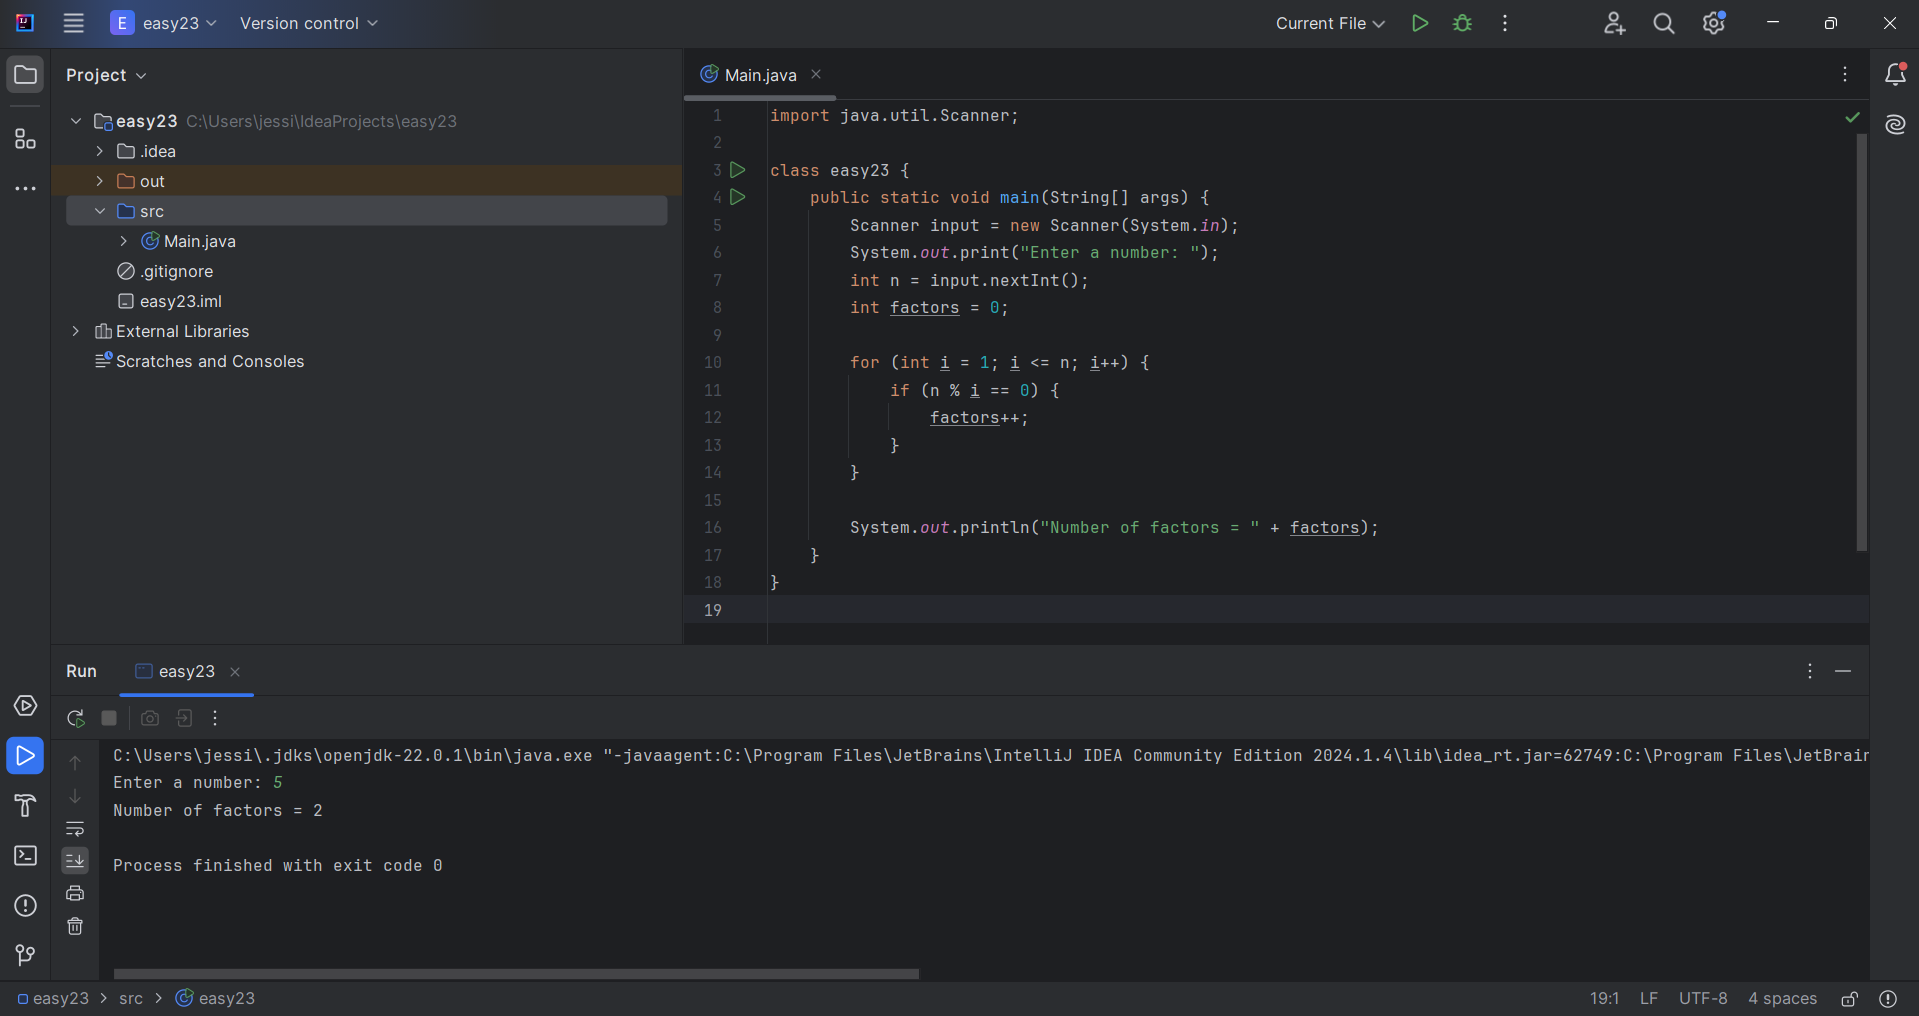 E easy23 Version control Current File
Project
easy23 C:\Users\jessi\IdeaProjects\easy23
.idea
out
src
Main.java
.gitignore
easy23.iml
External Libraries
Scratches and Consoles
Main.java
1 import java.util.Scanner;
2
3 class easy23 {
4 public static void main(String[] args) {
5 Scanner input = new Scanner(System.in);
6 System.out.print("Enter a number: ");
7 int n = input.nextInt();
8 int factors = 0;
9
10 for (int i = 1; i <= n; i++) {
11 if (n % i == 0) {
12 factors++;
13 }
14 }
15
16 System.out.println("Number of factors = " + factors);
17 }
18 }
19
Run easy23
C:\Users\jessi\.jdks\openjdk-22.0.1\bin\java.exe "-javaagent:C:\Program Files\JetBrains\IntelliJ IDEA Community Edition 2024.1.4\lib\idea_rt.jar=62749:C:\Program Files\JetBrain
Enter a number: 5
Number of factors = 2
Process finished with exit code 0
easy23 > src > easy23 19:1 LF UTF-8 4 spaces